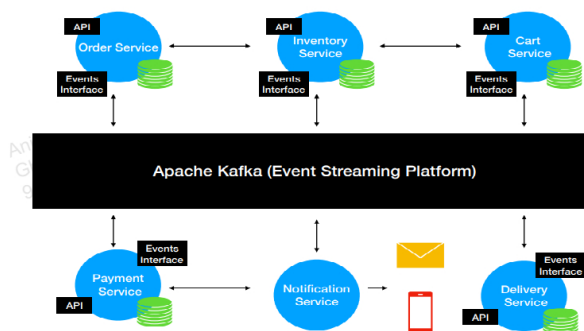 API
Order Service
Events
Interface
API
Inventory
Service
Events
Interface
API
Cart
Service
Events
Interface
Apache Kafka (Event Streaming Platform)
Events
Interface
Payment
Service
API
Notification
Service
Events
Interface
Delivery
Service
API